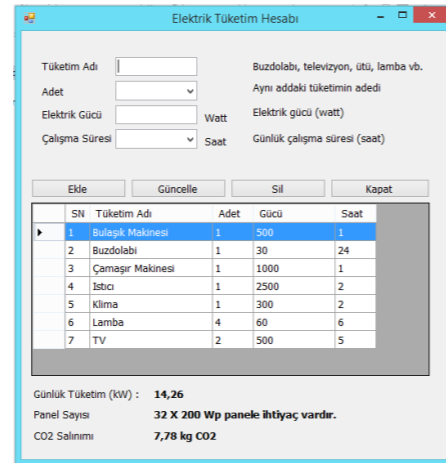 Elektrik Tüketim Hesabı
Tüketim Adı Buzdolabı, televizyon, ütü, lamba vb.
Adet Aynı addaki tüketimin adedi
Elektrik Gücü Watt Elektrik gücü (watt)
Çalışma Süresi Saat Günlük çalışma süresi (saat)
Ekle Güncelle Sil Kapat
SN Tüketim Adı Adet Gücü Saat
1 Bulaşık Makinesi 1 500 1
2 Buzdolabi 1 30 24
3 Çamaşır Makinesi 1 1000 1
4 Istıcı 1 2500 2
5 Klima 1 300 2
6 Lamba 4 60 6
7 TV 2 500 5
Günlük Tüketim (kW) : 14,26
Panel Sayısı 32 X 200 Wp panele ihtiyaç vardır.
CO2 Salınımı 7,78 kg CO2